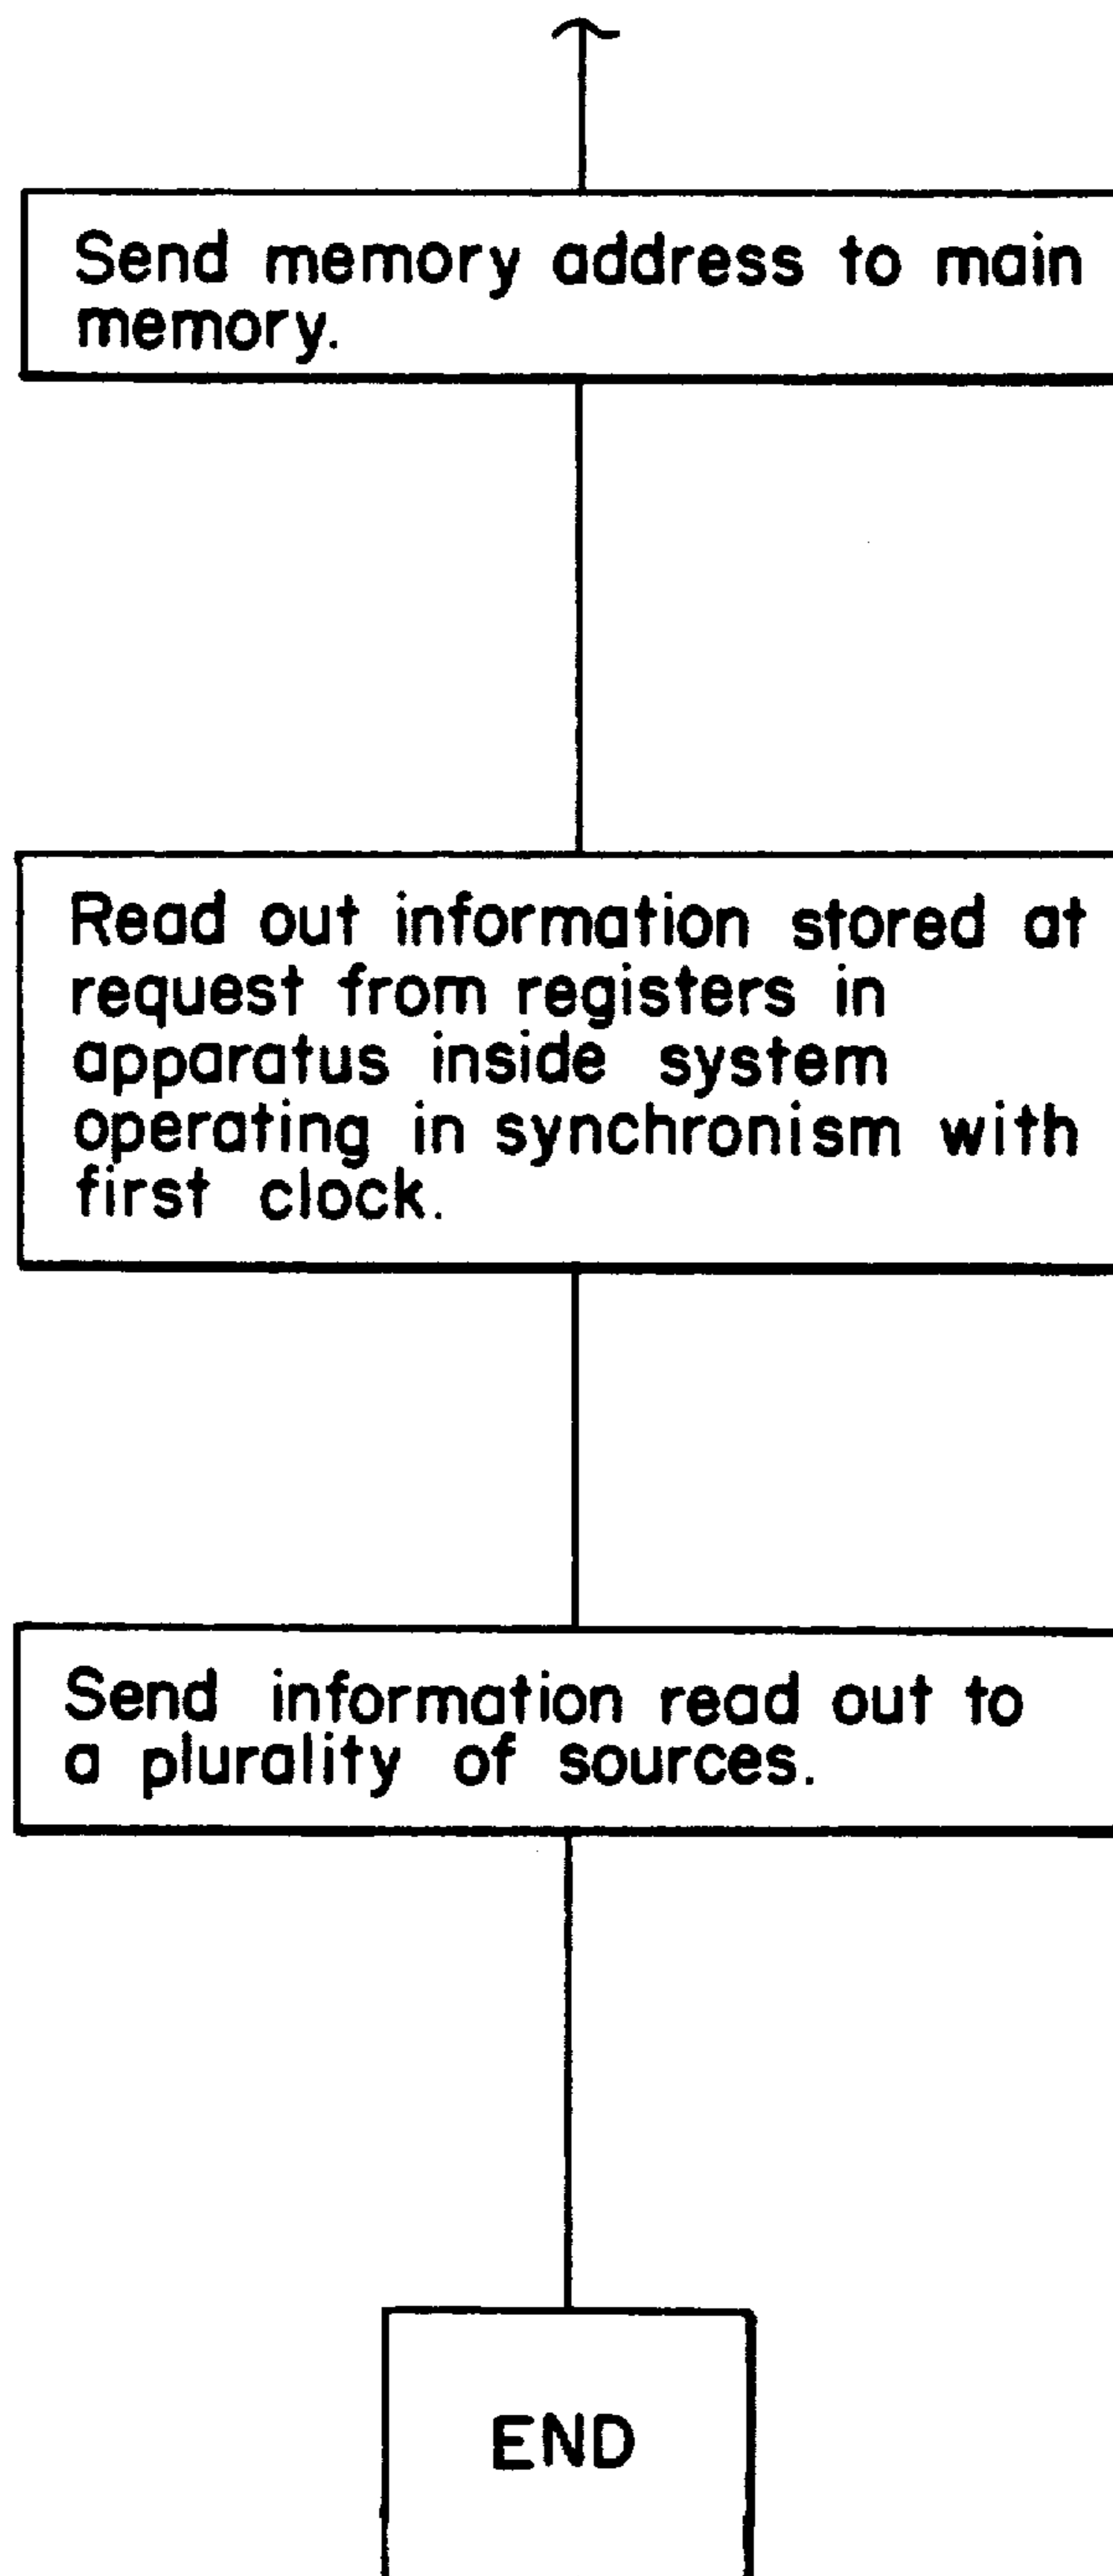 Send memory address to main
memory.
Read out information stored at
request from registers in
apparatus inside system
operating in synchronism with
first clock.
Send information read out to
a plurality of sources.
END